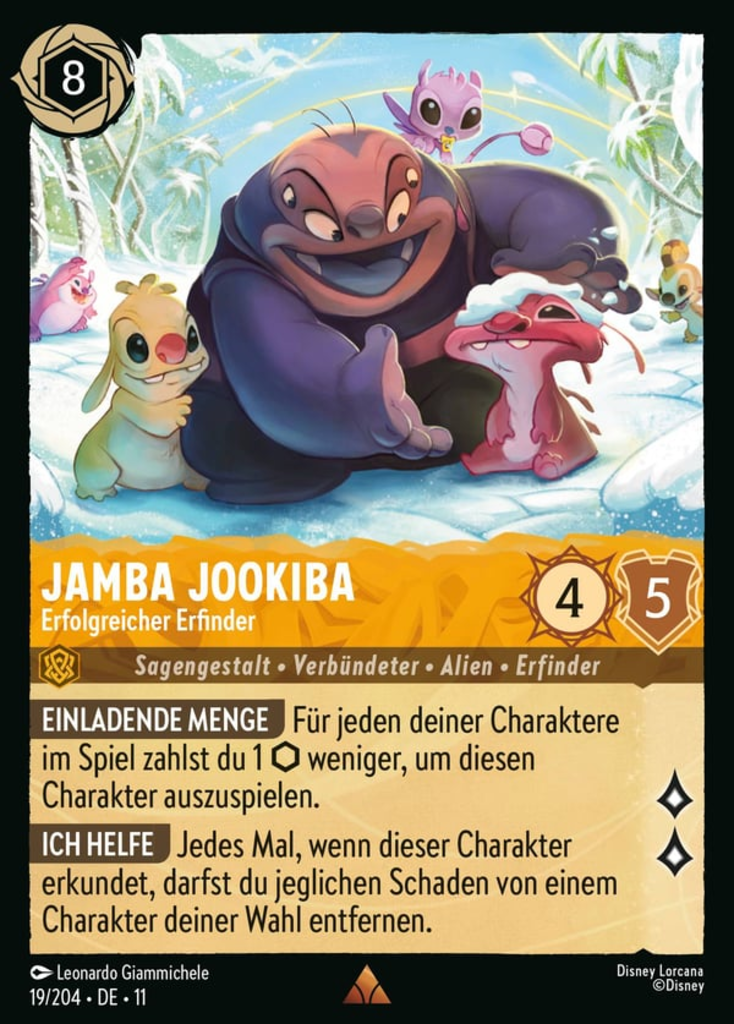 8
JAMBA JOOKIBA
Erfolgreicher Erfinder
4
5
Sagengestalt • Verbündeter • Alien • Erfinder
EINLADENDE MENGE Für jeden deiner Charaktere
im Spiel zahlst du 1 ⬡ weniger, um diesen
Charakter auszuspielen.
ICH HELFE Jedes Mal, wenn dieser Charakter
erkundet, darfst du jeglichen Schaden von einem
Charakter deiner Wahl entfernen.
Leonardo Giammichele
19/204 • DE • 11
Disney Lorcana
©Disney